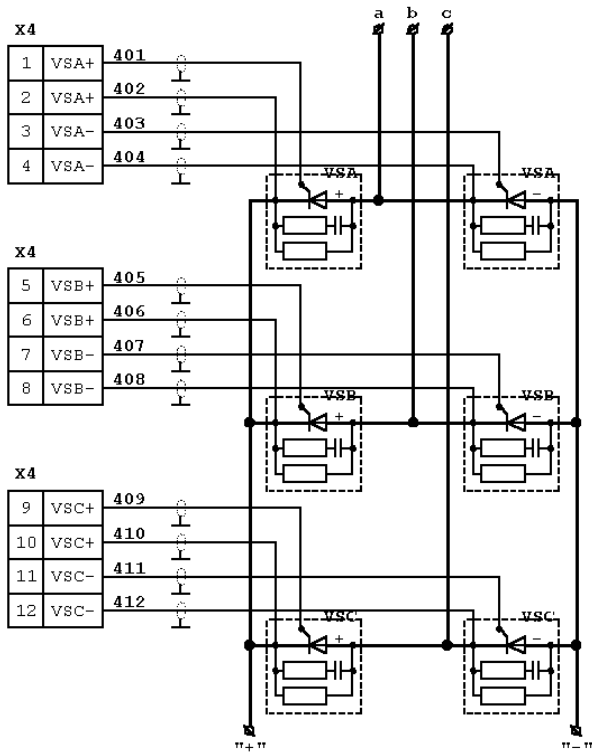 a b c
X4
1 VSA+ 401
2 VSA+ 402
3 VSA- 403
4 VSA- 404
VSA VSA
+ -
X4
5 VSB+ 405
6 VSB+ 406
7 VSB- 407
8 VSB- 408
VSB VSB
+ -
X4
9 VSC+ 409
10 VSC+ 410
11 VSC- 411
12 VSC- 412
VSC VSC
+ -
"+" "-"